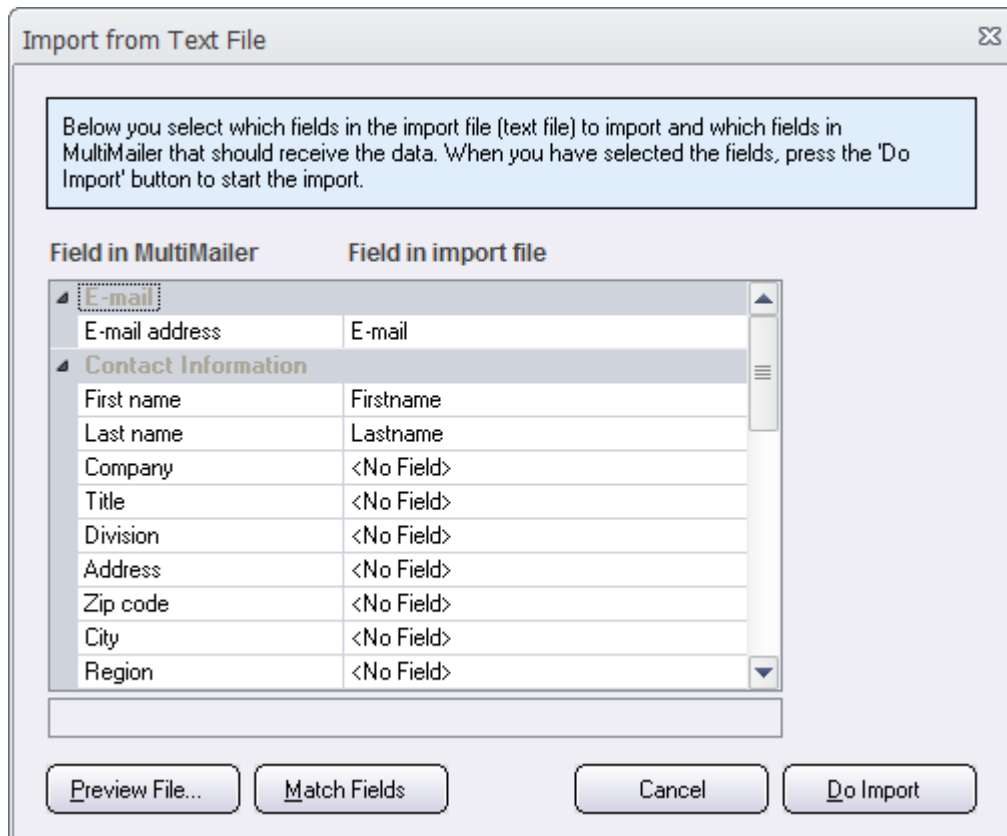 Import from Text File
Below you select which fields in the import file (text file) to import and which fields in
MultiMailer that should receive the data. When you have selected the fields, press the 'Do
Import' button to start the import.
Field in MultiMailer Field in import file
E-mail
E-mail address E-mail
Contact Information
First name Firstname
Last name Lastname
Company <No Field>
Title <No Field>
Division <No Field>
Address <No Field>
Zip code <No Field>
City <No Field>
Region <No Field>
Preview File... Match Fields Cancel Do Import